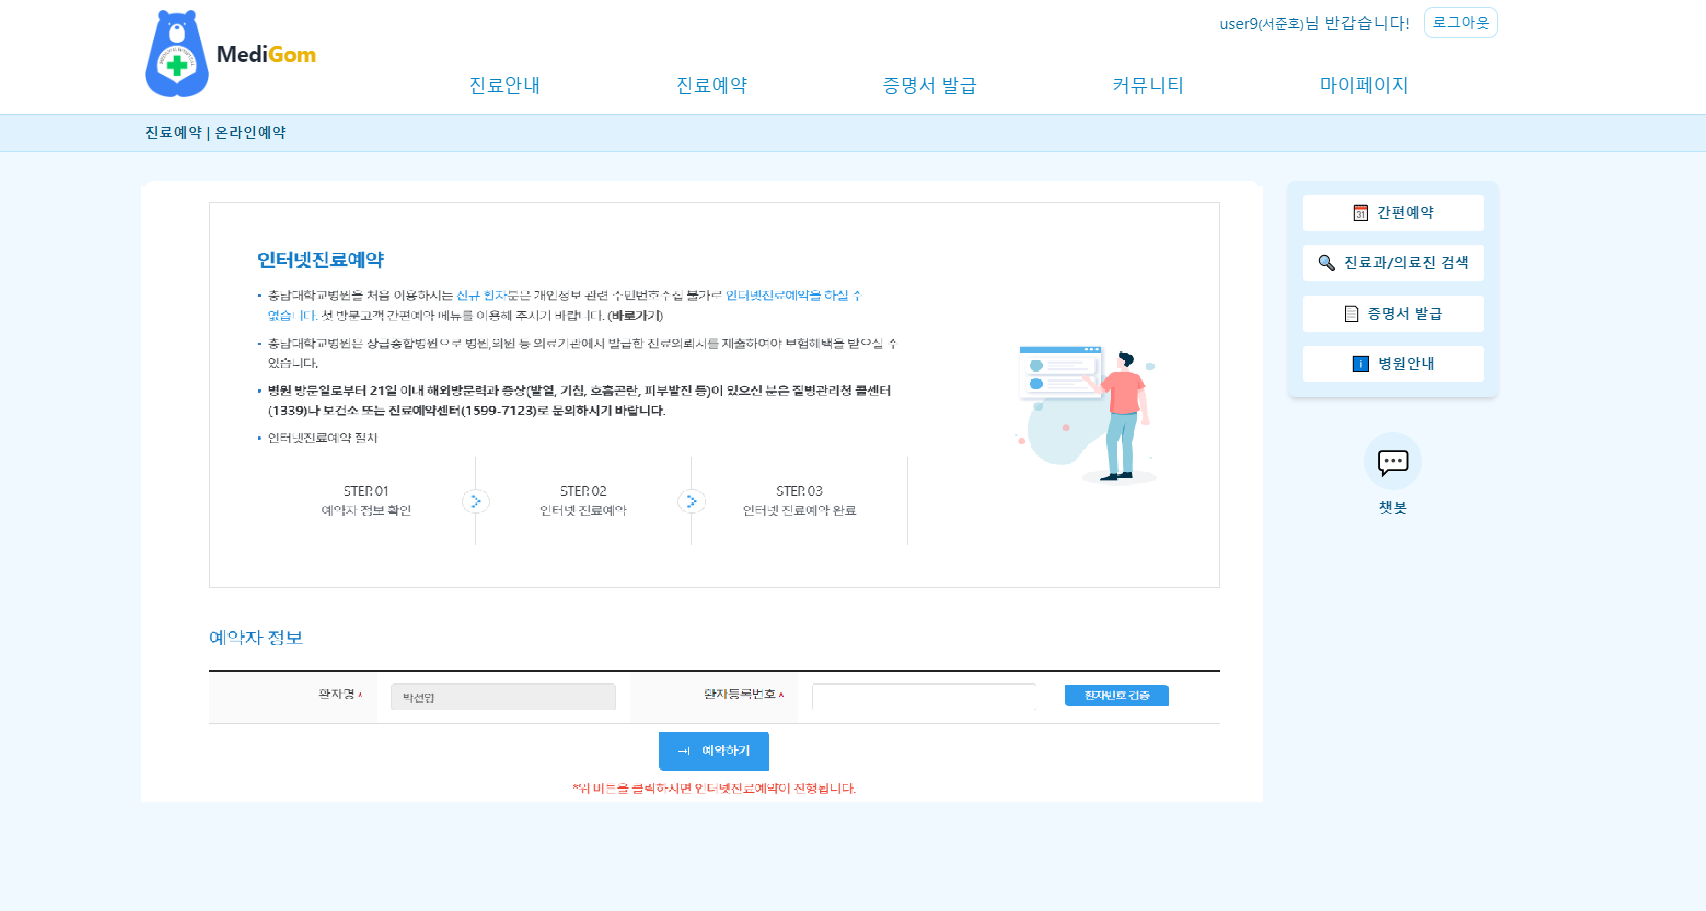 user9(서준호)님 반갑습니다!
로그아웃
MediGom
진료안내
진료예약
증명서 발급
커뮤니티
마이페이지
진료예약 | 온라인예약
인터넷진료예약
충남대학교병원을 처음 이용하시는 신규 환자분은 개인정보 관련 주민번호수집 불가로 인터넷진료예약을 하실 수
없습니다. 첫 방문고객 간편예약 메뉴를 이용해 주시기 바랍니다. (바로가기)
충남대학교병원은 상급종합병원으로 병원,의원 등 의료기관에서 발급한 진료의뢰서를 제출하여야 보험혜택을 받으실 수
있습니다.
병원 방문일로부터 21일 이내 해외방문력과 증상(발열, 기침, 호흡곤란, 피부발진 등)이 있으신 분은 질병관리청 콜센터
(1339)나 보건소 또는 진료예약센터(1599-7123)로 문의하시기 바랍니다.
인터넷진료예약 절차
STEP. 01
예약자 정보 확인
STEP. 02
인터넷 진료예약
STEP. 03
인터넷 진료예약 완료
예약자 정보
환자명 *
환자등록번호 *
환자번호 검증
예약하기
*위 버튼을 클릭하시면 인터넷진료예약이 진행됩니다.
간편예약
진료과/의료진 검색
증명서 발급
병원안내
챗봇